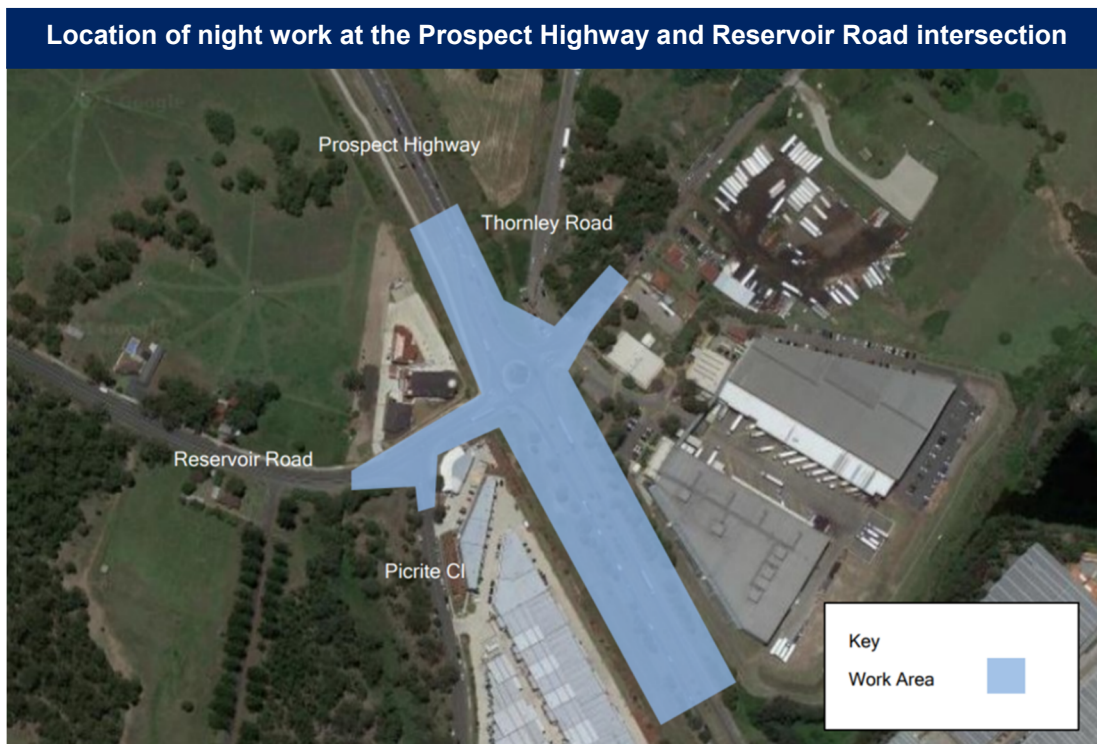 Location of night work at the Prospect Highway and Reservoir Road intersection
Google
Prospect Highway
Thornley Road
Reservoir Road
Picrite Cl
Key
Work Area